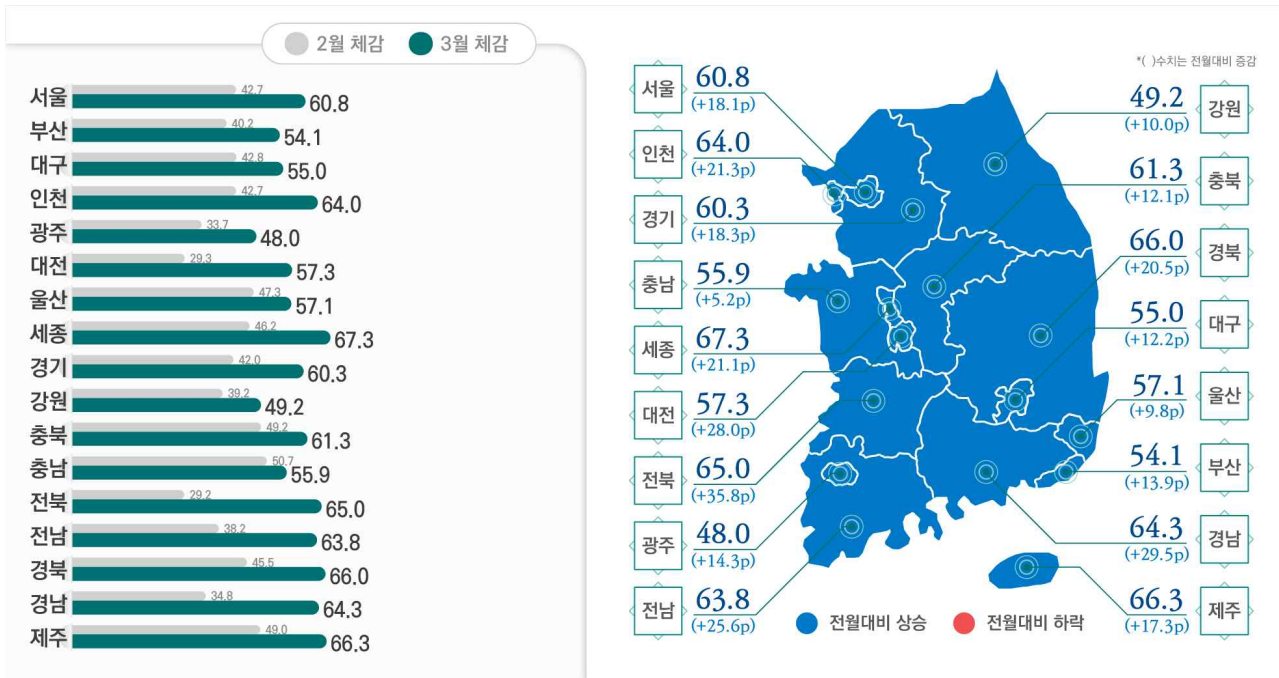 2월 체감 3월 체감
서울 42.7 60.8
부산 40.2 54.1
대구 42.8 55.0
인천 42.7 64.0
광주 33.7 48.0
대전 29.3 57.3
울산 47.3 57.1
세종 46.2 67.3
경기 42.0 60.3
강원 39.2 49.2
충북 49.2 61.3
충남 50.7 55.9
전북 29.2 65.0
전남 38.2 63.8
경북 45.5 66.0
경남 34.8 64.3
제주 49.0 66.3
*( )수치는 전월대비 증감
서울 60.8
(+18.1p)
인천 64.0
(+21.3p)
경기 60.3
(+18.3p)
충남 55.9
(+5.2p)
세종 67.3
(+21.1p)
대전 57.3
(+28.0p)
전북 65.0
(+35.8p)
광주 48.0
(+14.3p)
전남 63.8
(+25.6p)
49.2 강원
(+10.0p)
61.3 충북
(+12.1p)
66.0 경북
(+20.5p)
55.0 대구
(+12.2p)
57.1 울산
(+9.8p)
54.1 부산
(+13.9p)
64.3 경남
(+29.5p)
66.3 제주
(+17.3p)
전월대비 상승 전월대비 하락